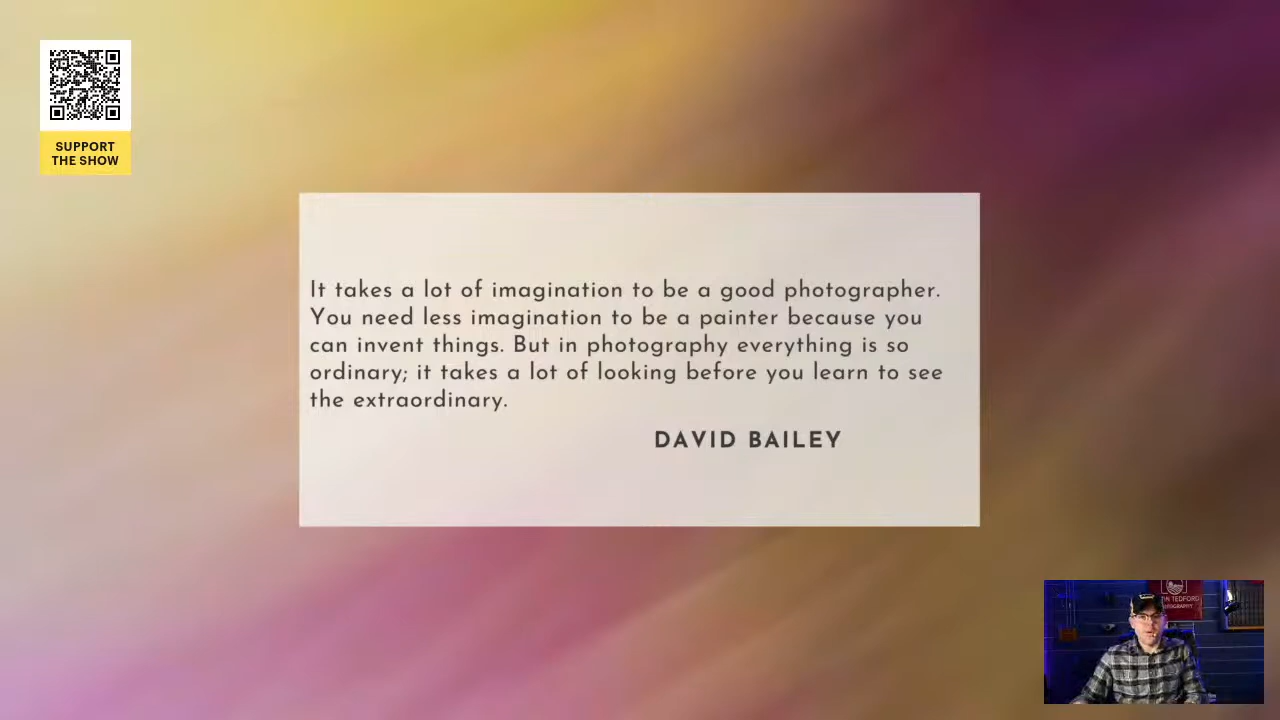 SUPPORT
THE SHOW
It takes a lot of imagination to be a good photographer.
You need less imagination to be a painter because you
can invent things. But in photography everything is so
ordinary; it takes a lot of looking before you learn to see
the extraordinary.
DAVID BAILEY
TEDFORD